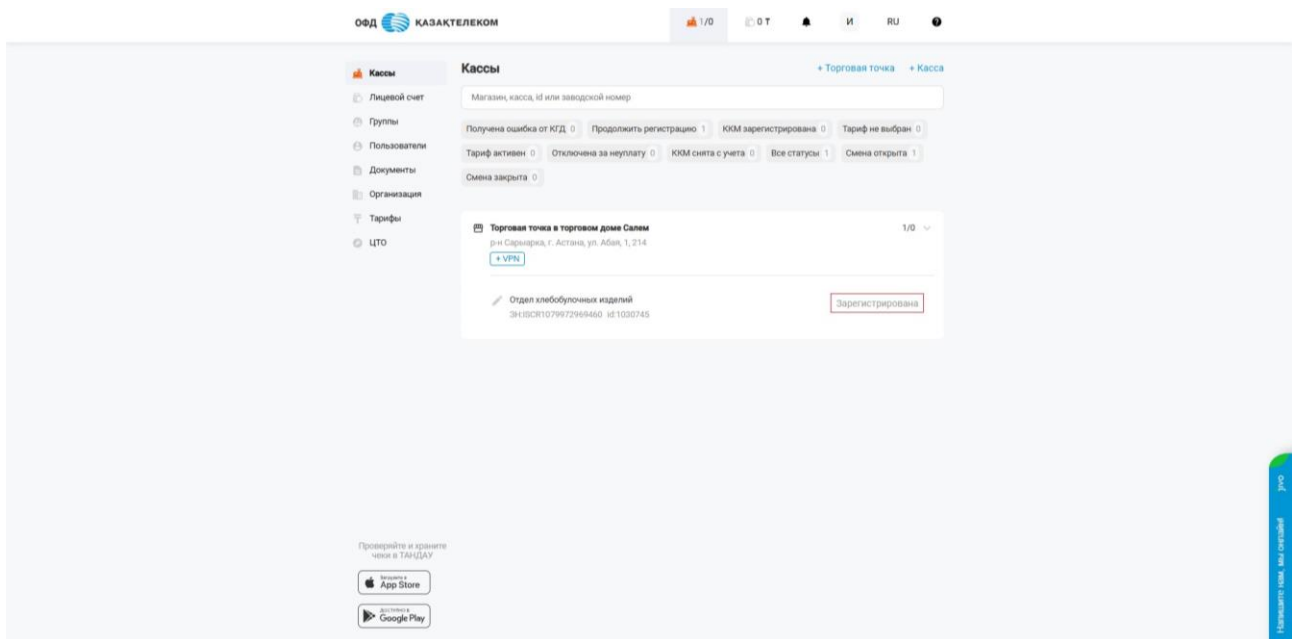 ОФД ҚАЗАҚТЕЛЕКОМ 1/0 0 ₸ И RU
Кассы
Лицевой счет
Группы
Пользователи
Документы
Организация
Тарифы
ЦТО
Кассы + Торговая точка + Касса
Магазин, касса, id или заводской номер
Получена ошибка от КГД 0 Продолжить регистрацию 1 ККМ зарегистрирована 0 Тариф не выбран 0
Тариф активен 0 Отключена за неуплату 0 ККМ снята с учета 0 Все статусы 1 Смена открыта 1
Смена закрыта 0
Торговая точка в торговом доме Салем 1/0
р-н Сарыарка, г. Астана, ул. Абая, 1, 214
+ VPN
Отдел хлебобулочных изделий Зарегистрирована
ЗН:ISCR1079972969460 id:1030745
Проверяйте и храните
чеки в ТАНДАУ
Загрузите в
App Store
ДОСТУПНО В
Google Play
Напишите нам, мы онлайн! jivo